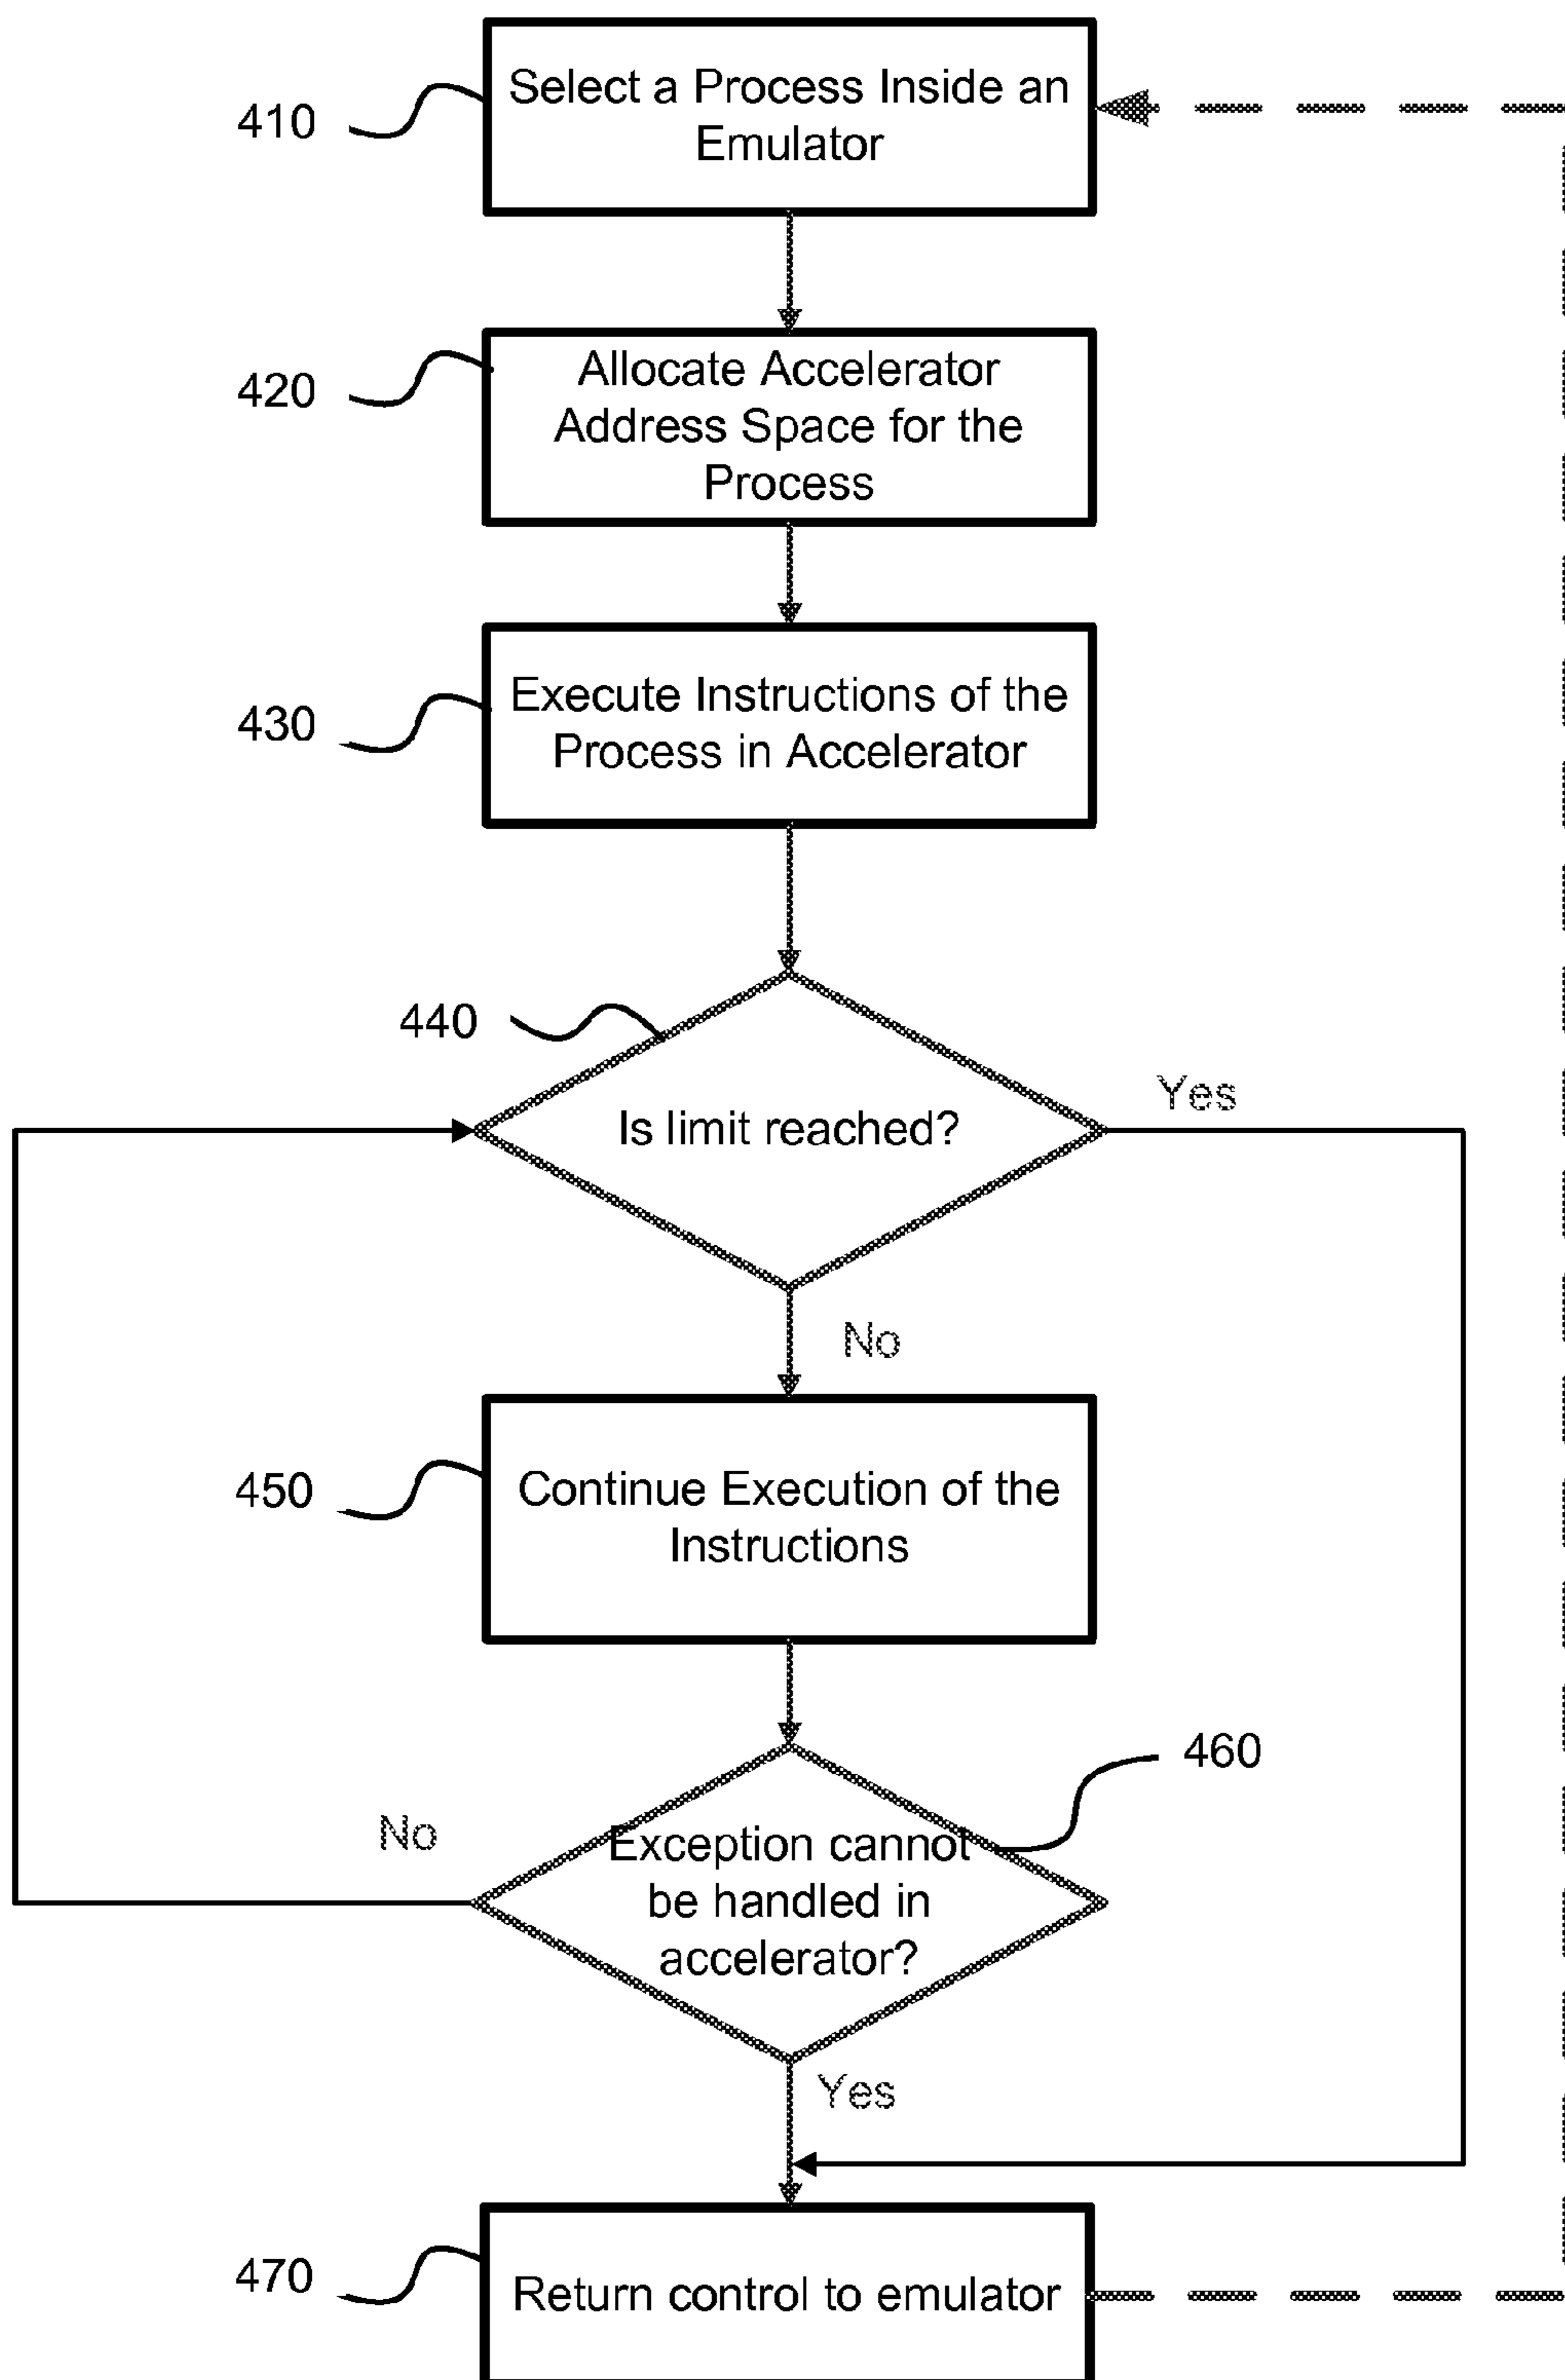 410
Select a Process Inside an
Emulator
420
Allocate Accelerator
Address Space for the
Process
430
Execute Instructions of the
Process in Accelerator
440
Is limit reached?
Yes
No
450
Continue Execution of the
Instructions
460
No
Exception cannot
be handled in
accelerator?
Yes
470
Return control to emulator